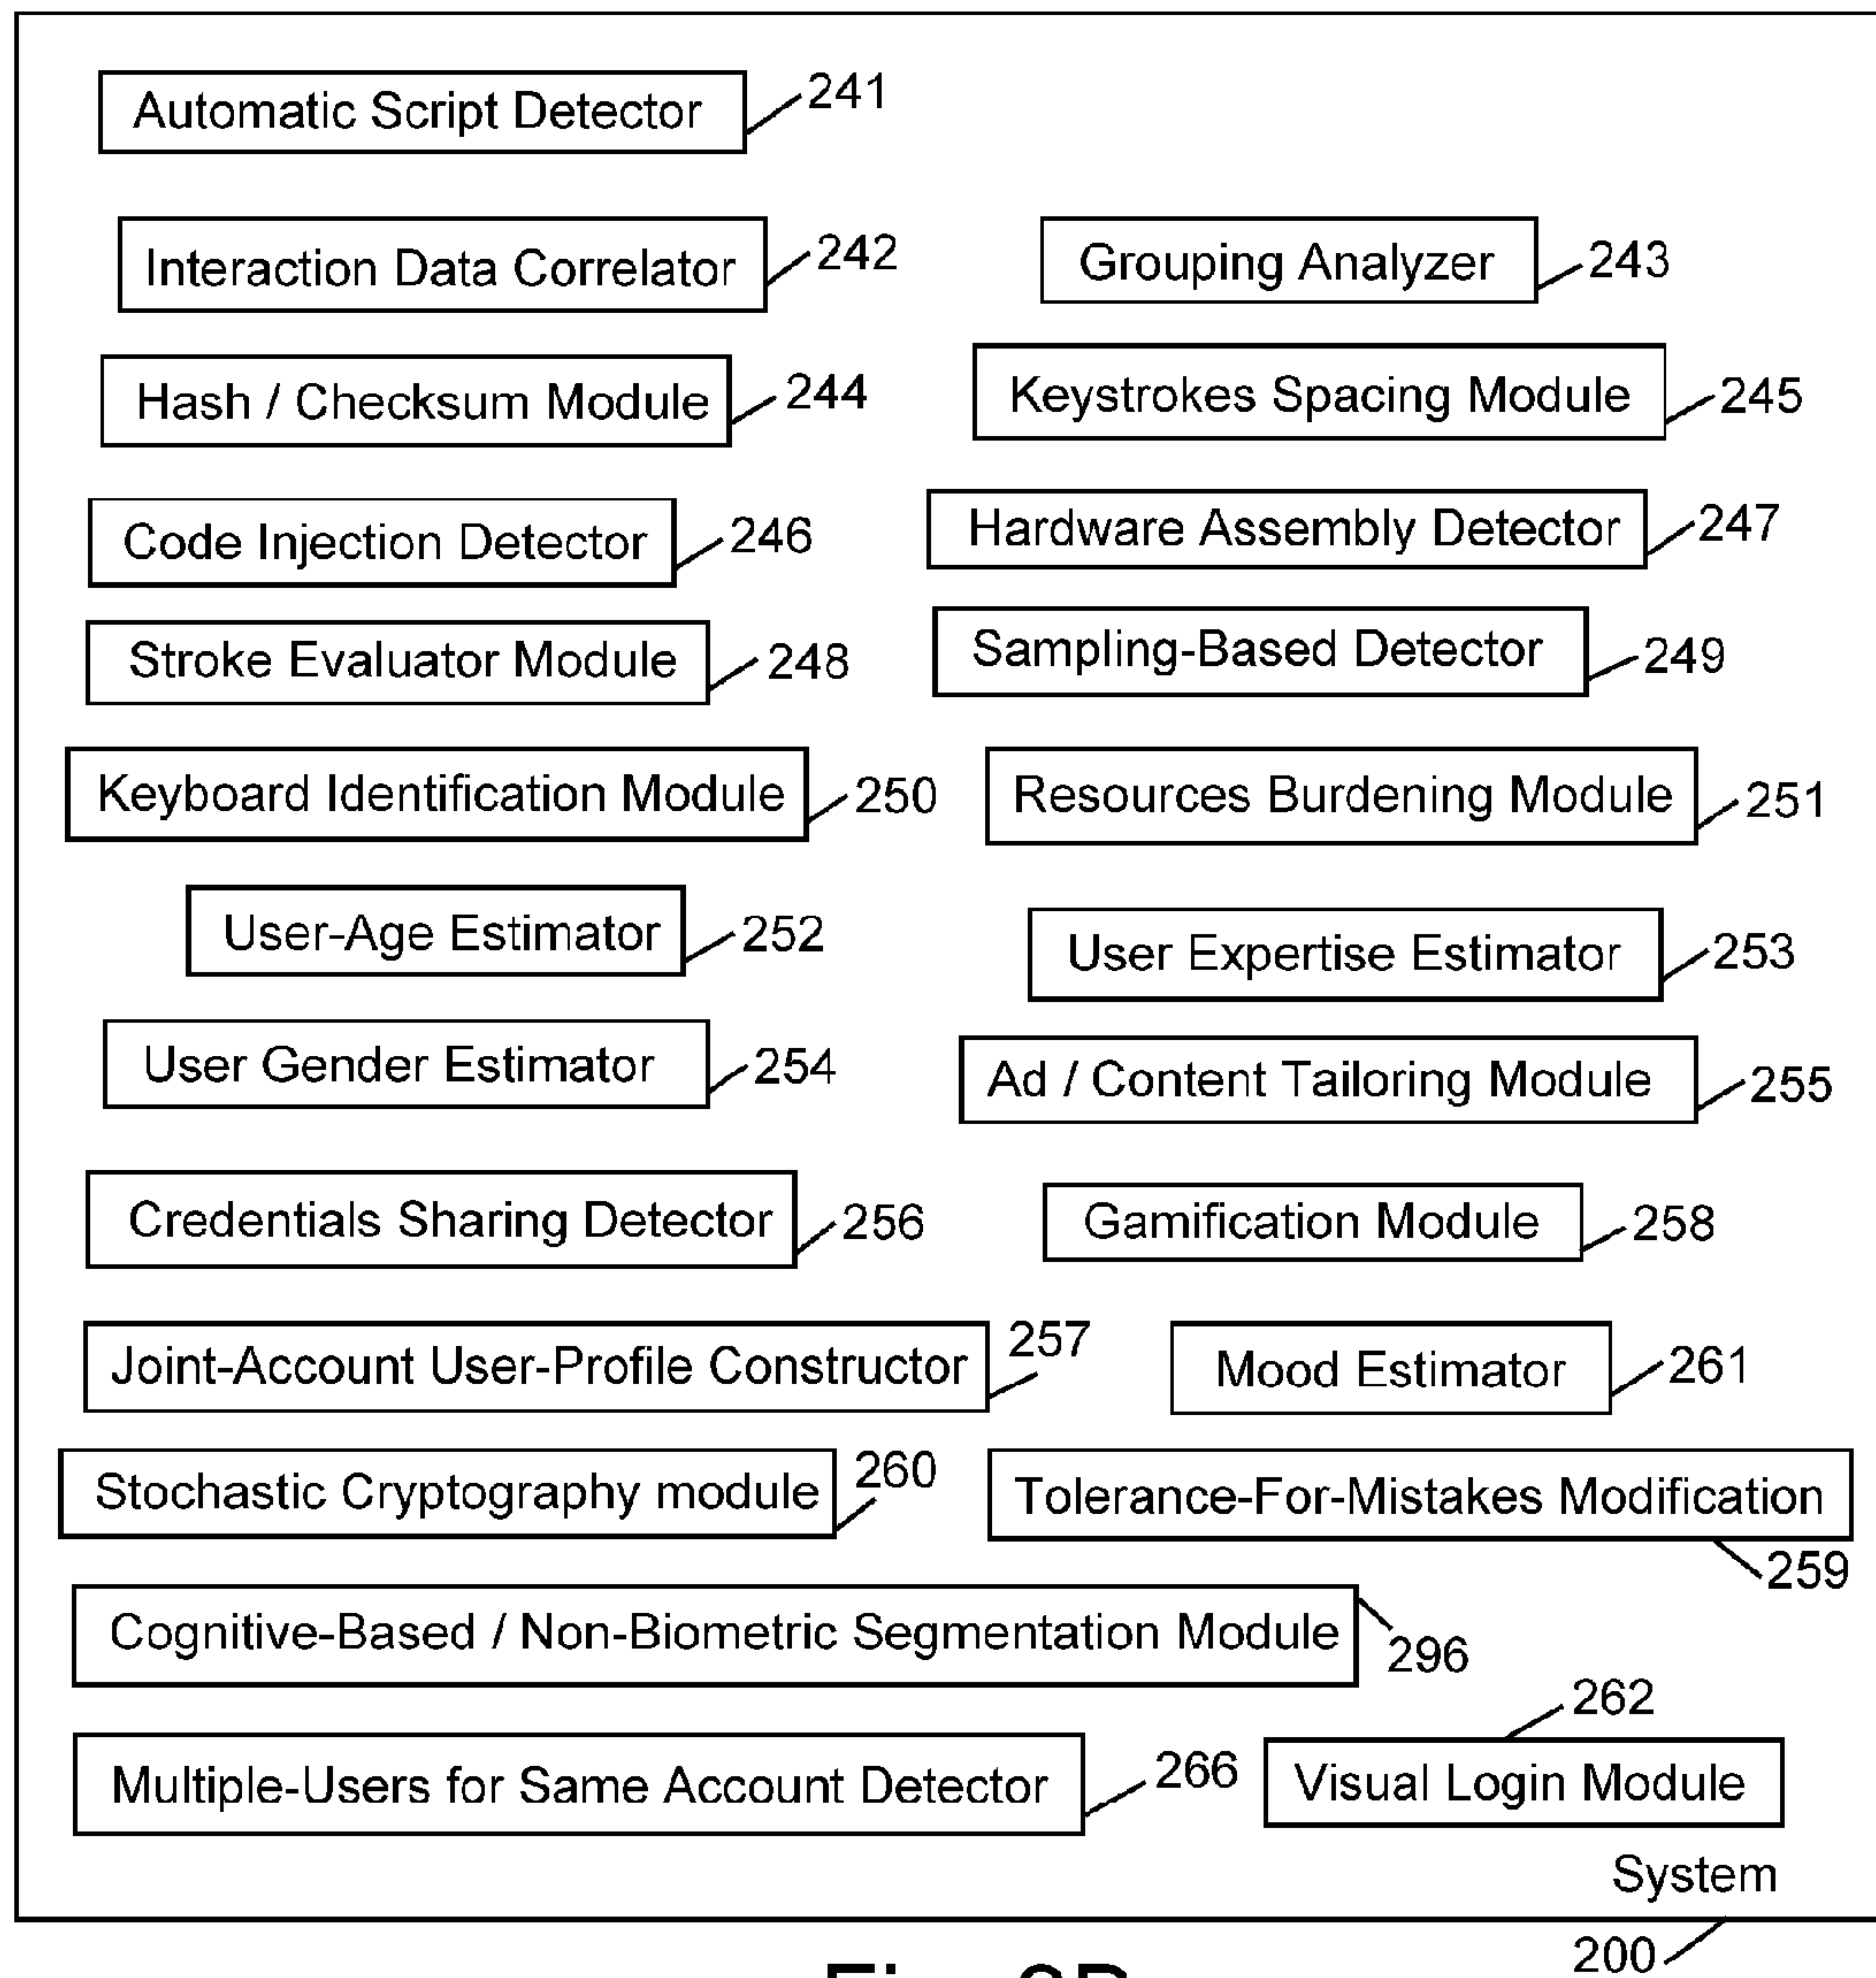 Automatic Script Detector 241
Interaction Data Correlator 242
Grouping Analyzer 243
Hash / Checksum Module 244
Keystrokes Spacing Module 245
Code Injection Detector 246
Hardware Assembly Detector 247
Stroke Evaluator Module 248
Sampling-Based Detector 249
Keyboard Identification Module 250
Resources Burdening Module 251
User-Age Estimator 252
User Expertise Estimator 253
User Gender Estimator 254
Ad / Content Tailoring Module 255
Credentials Sharing Detector 256
Gamification Module 258
Joint-Account User-Profile Constructor 257
Mood Estimator 261
Stochastic Cryptography module 260
Tolerance-For-Mistakes Modification
259
Cognitive-Based / Non-Biometric Segmentation Module
296
262
Multiple-Users for Same Account Detector 266
Visual Login Module
System
200